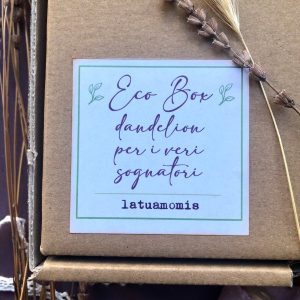 Eco Box
dandelion
per i veri
sognatori
latuamomis